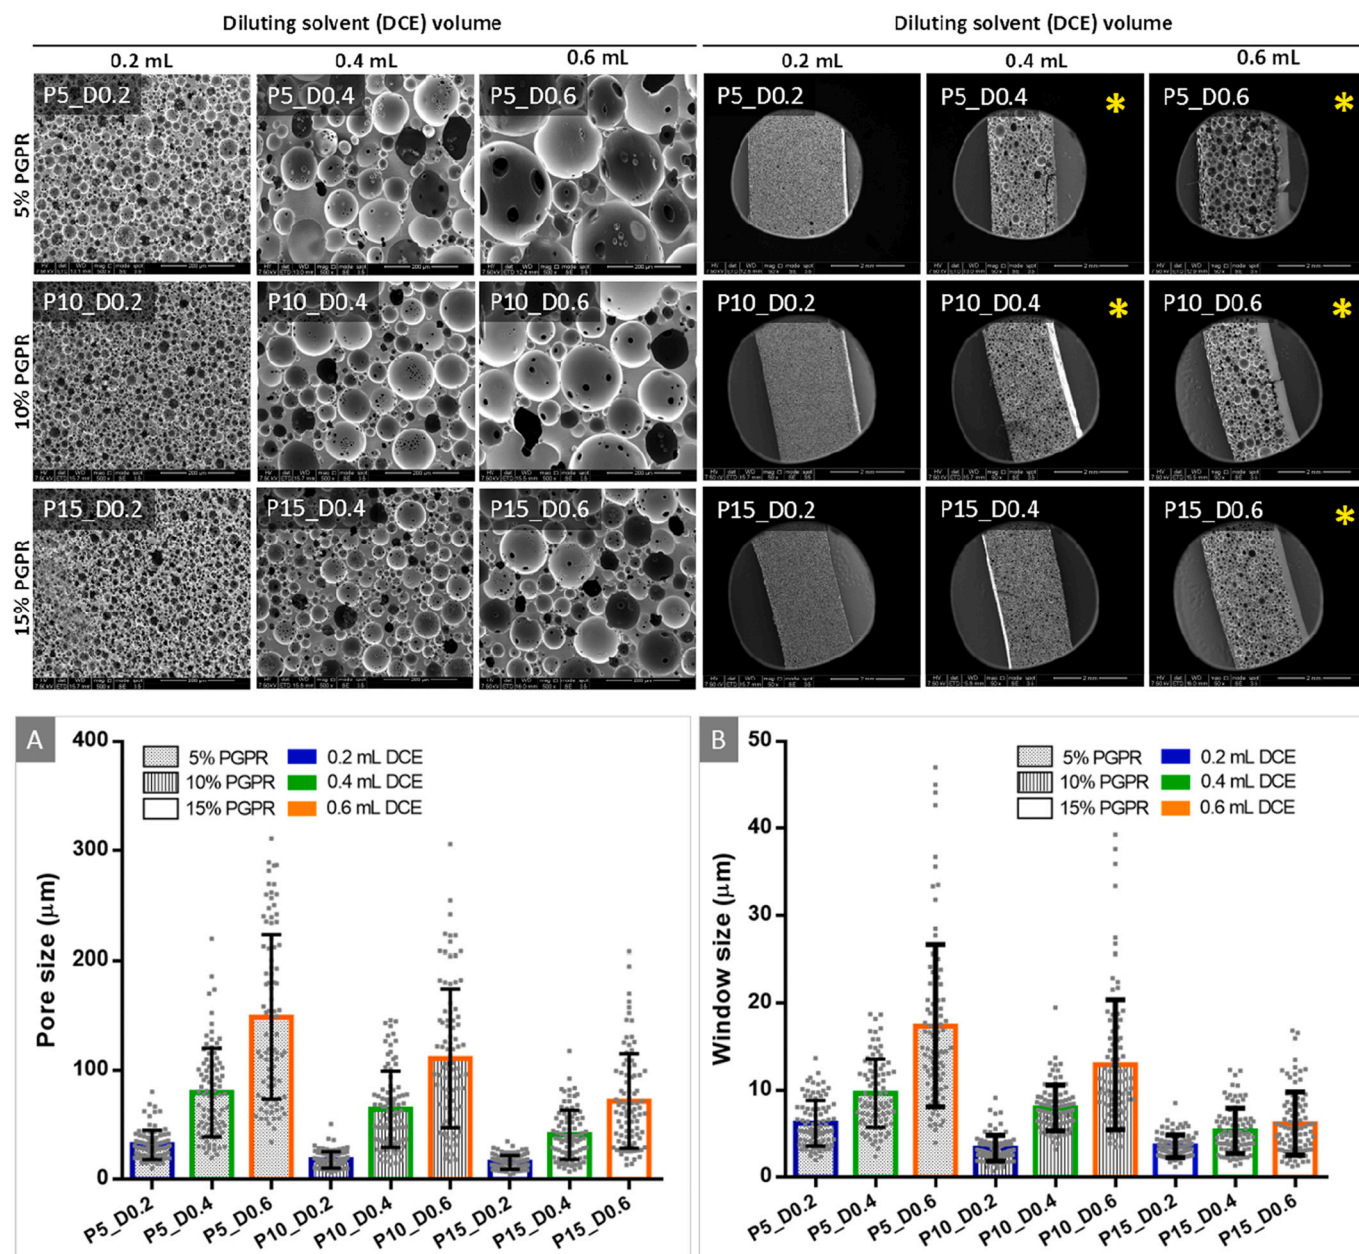 Diluting solvent (DCE) volume
Diluting solvent (DCE) volume
0.2 mL
0.4 mL
0.6 mL
0.2 mL
0.4 mL
0.6 mL
5% PGPR
P5_D0.2
P5_D0.4
P5_D0.6
P5_D0.2
P5_D0.4
*
P5_D0.6
*
10% PGPR
P10_D0.2
P10_D0.4
P10_D0.6
P10_D0.2
P10_D0.4
*
P10_D0.6
*
15% PGPR
P15_D0.2
P15_D0.4
P15_D0.6
P15_D0.2
P15_D0.4
P15_D0.6
*
A
Pore size (μm)
400
300
200
100
0
5% PGPR
0.2 mL DCE
10% PGPR
0.4 mL DCE
15% PGPR
0.6 mL DCE
P5_D0.2
P5_D0.4
P5_D0.6
P10_D0.2
P10_D0.4
P10_D0.6
P15_D0.2
P15_D0.4
P15_D0.6
B
Window size (μm)
50
40
30
20
10
0
5% PGPR
0.2 mL DCE
10% PGPR
0.4 mL DCE
15% PGPR
0.6 mL DCE
P5_D0.2
P5_D0.4
P5_D0.6
P10_D0.2
P10_D0.4
P10_D0.6
P15_D0.2
P15_D0.4
P15_D0.6